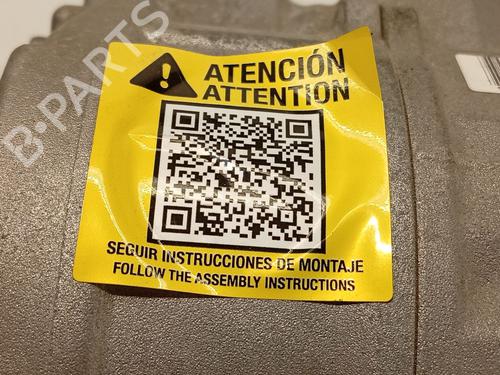 ATENCIÓN
ATTENTION
SEGUIR INSTRUCCIONES DE MONTAJE
FOLLOW THE ASSEMBLY INSTRUCTIONS
B-PARTS